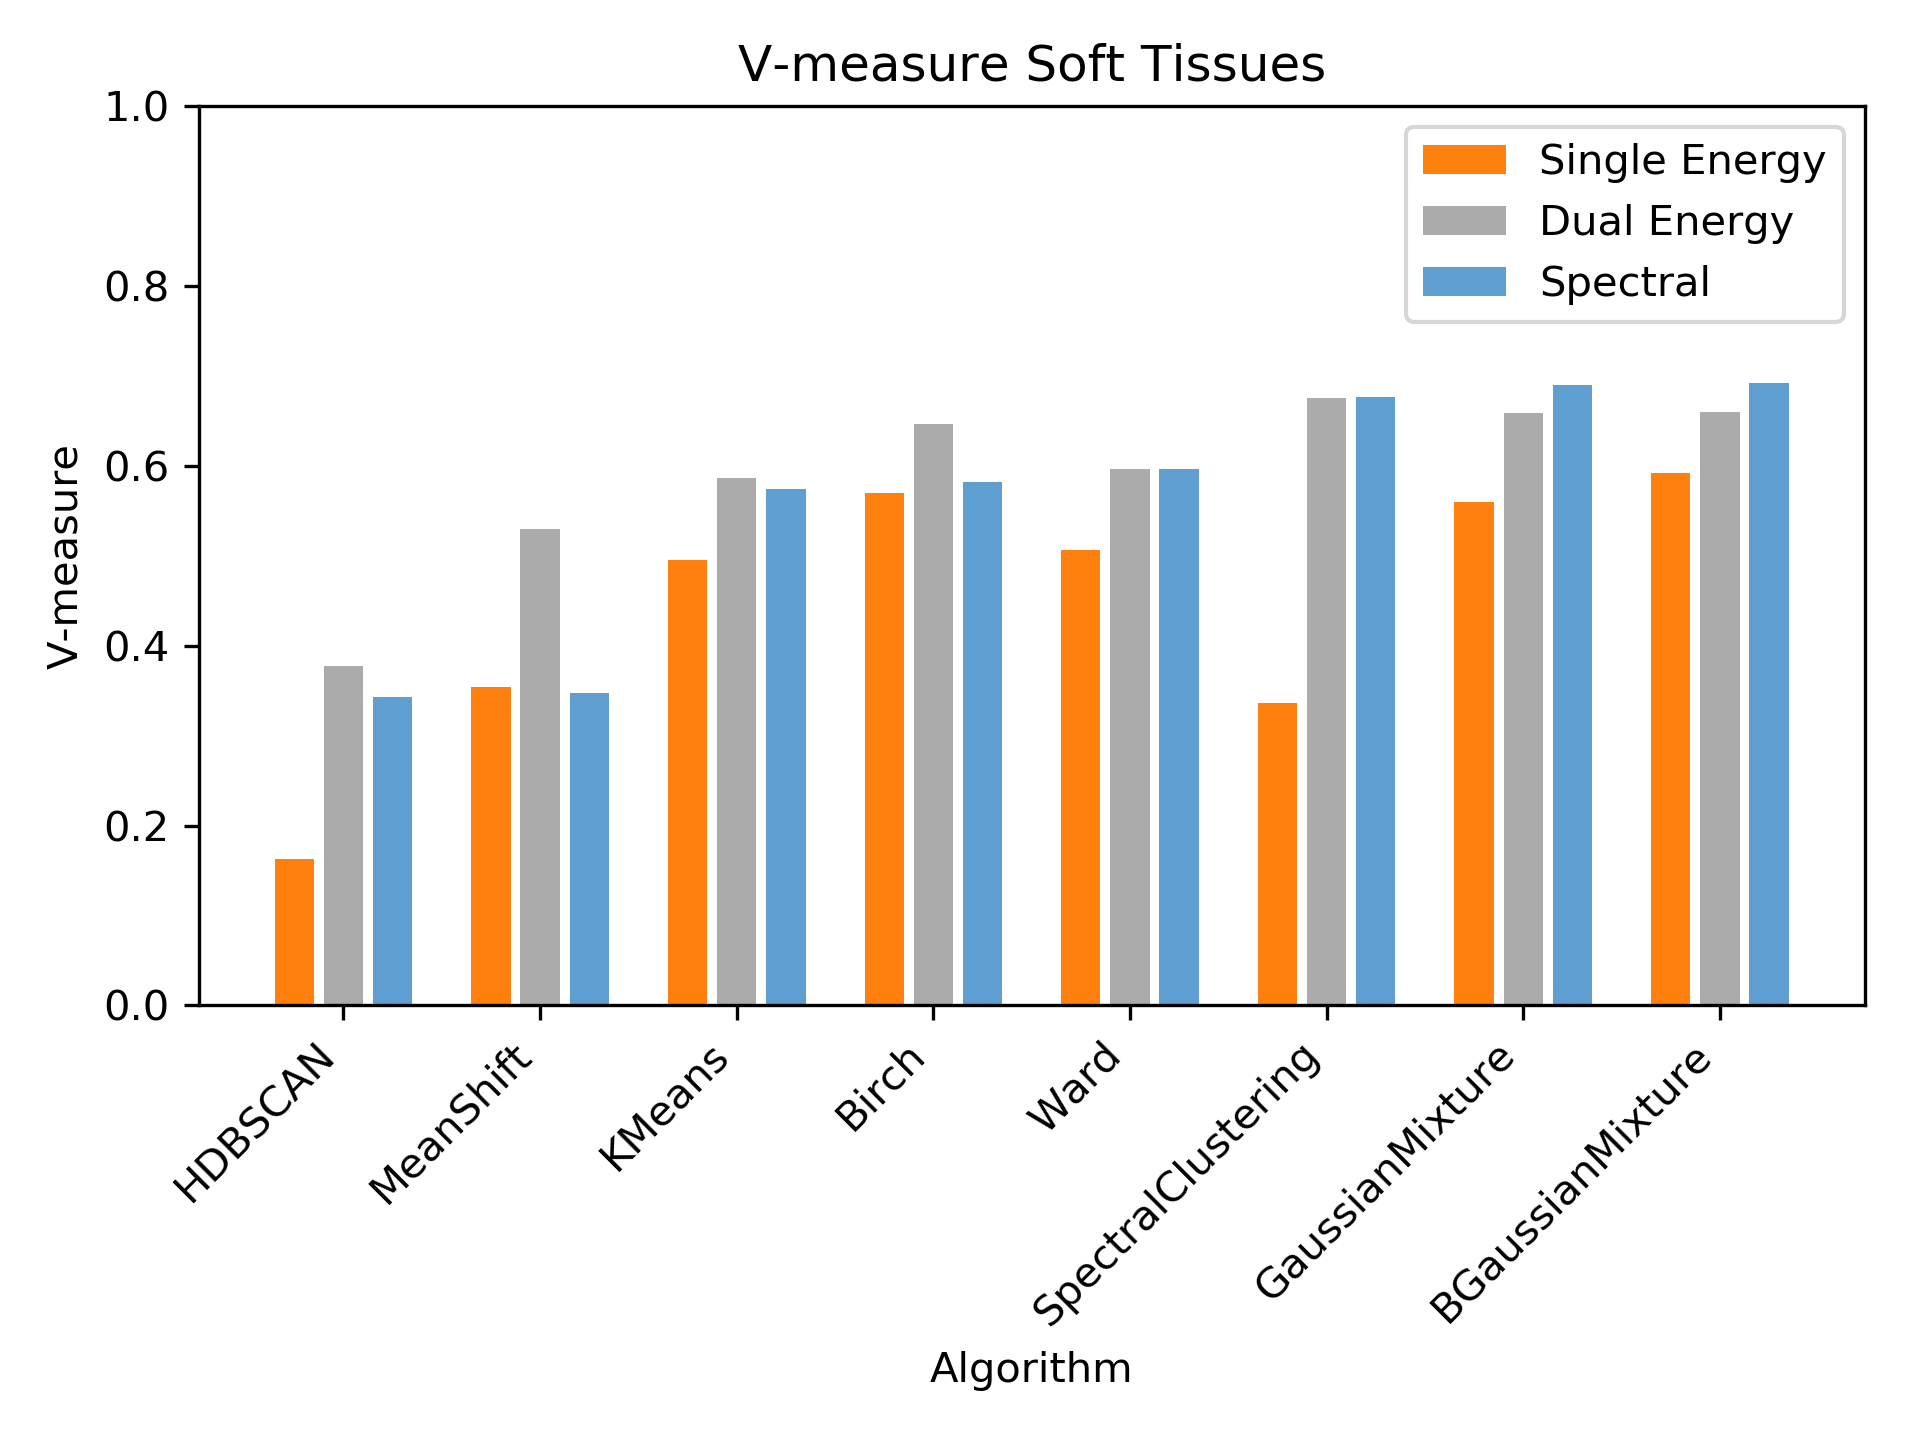 V-measure Soft Tissues
1.0
0.8
0.6
0.4
0.2
0.0
V-measure
Single Energy
Dual Energy
Spectral
HDBSCAN
MeanShift
KMeans
Birch
Ward
SpectralClustering
GaussianMixture
BGaussianMixture
Algorithm